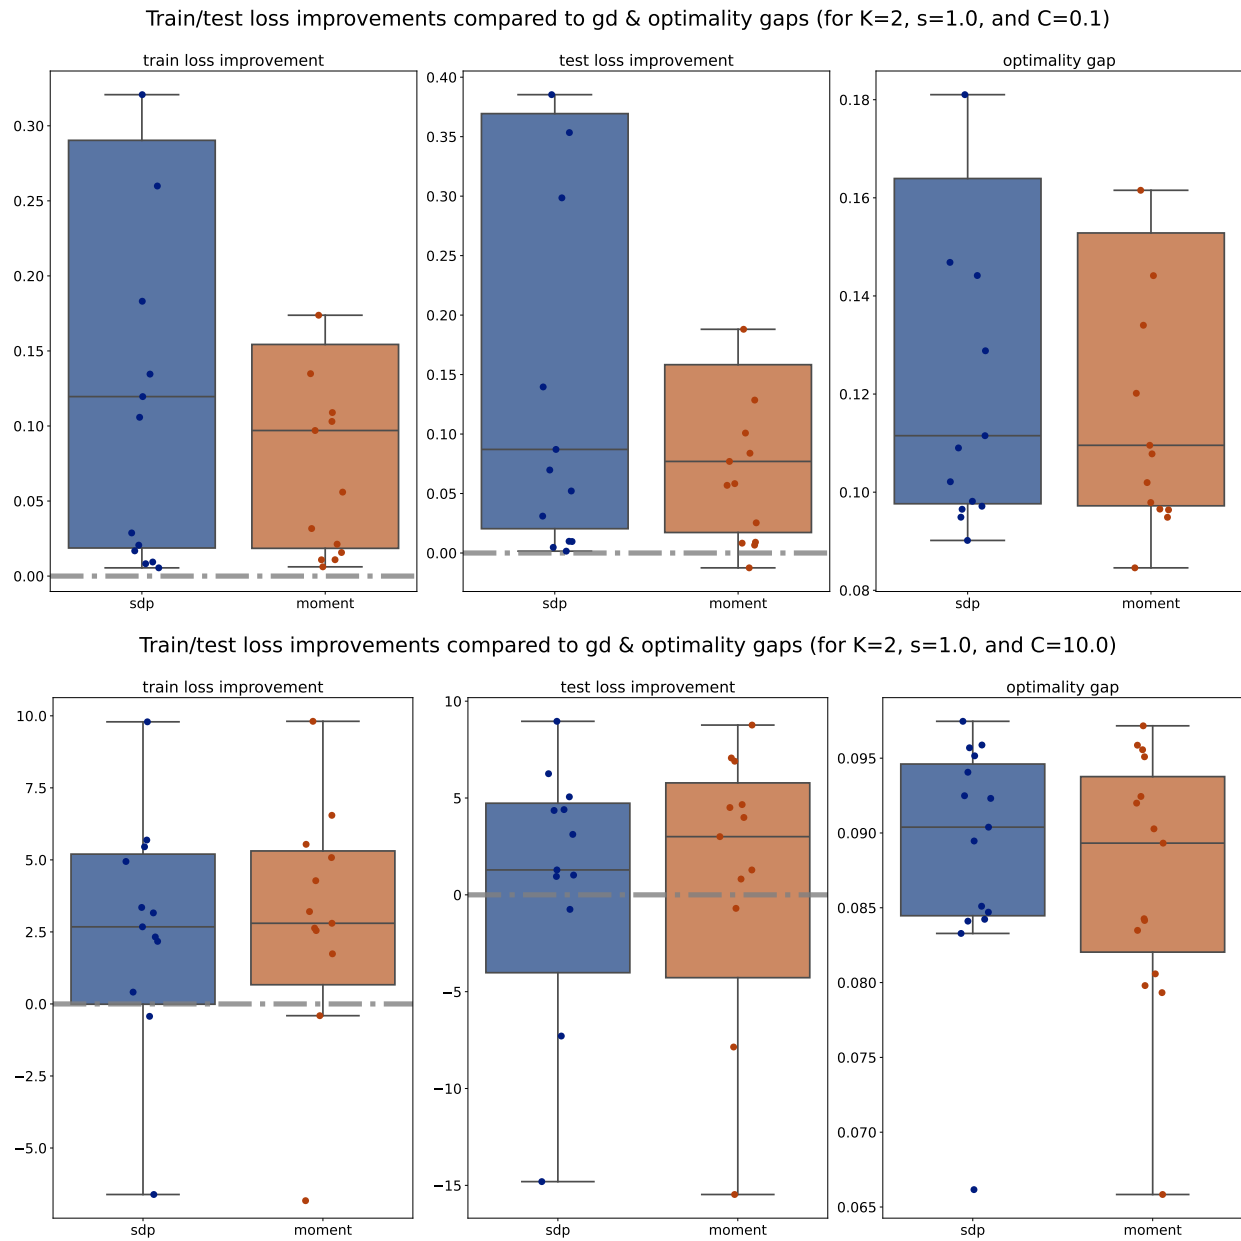 Train/test loss improvements compared to gd & optimality gaps (for K=2, s=1.0, and C=0.1)
train loss improvement
test loss improvement
optimality gap
0.30
0.25
0.20
0.15
0.10
0.05
0.00
sdp
moment
0.40
0.35
0.30
0.25
0.20
0.15
0.10
0.05
0.00
sdp
moment
0.18
0.16
0.14
0.12
0.10
0.08
sdp
moment
Train/test loss improvements compared to gd & optimality gaps (for K=2, s=1.0, and C=10.0)
train loss improvement
test loss improvement
optimality gap
10.0
7.5
5.0
2.5
0.0
−2.5
−5.0
sdp
moment
10
5
0
−5
−10
−15
sdp
moment
0.095
0.090
0.085
0.080
0.075
0.070
0.065
sdp
moment